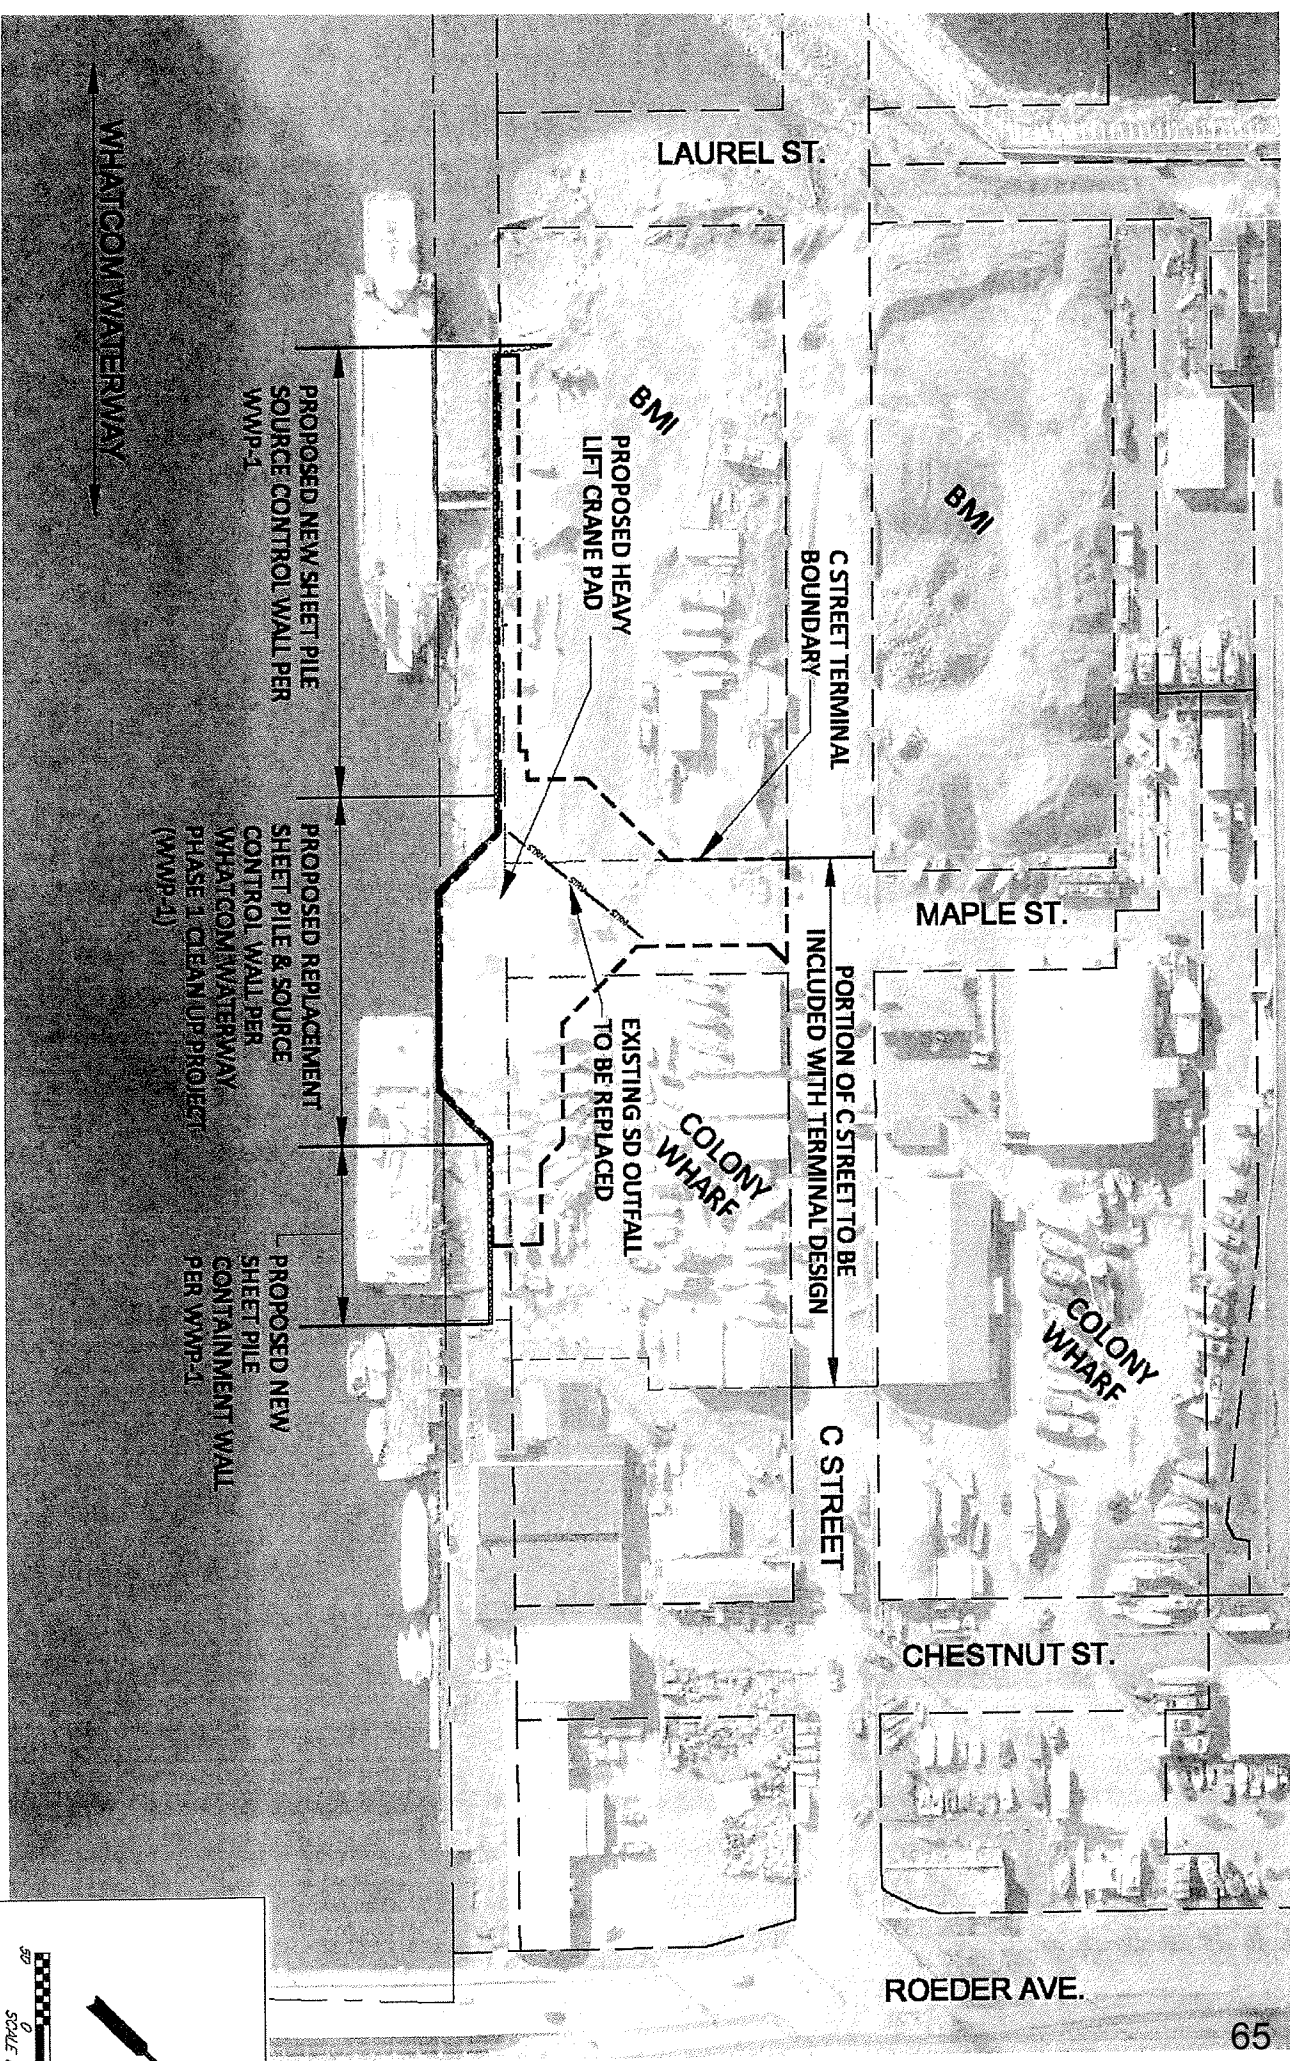 LAUREL ST.
WHATCOM WATERWAY
BMI
BMI
PROPOSED HEAVY
LIFT CRANE PAD
C STREET TERMINAL
BOUNDARY
PROPOSED NEW SHEET PILE
SOURCE CONTROL WALL PER
WWP-1
MAPLE ST.
PROPOSED REPLACEMENT
SHEET PILE & SOURCE
CONTROL WALL PER
WHATCOM WATERWAY
PHASE 1 CLEAN UP PROJECT
(WWP-1)
PORTION OF C STREET TO BE
INCLUDED WITH TERMINAL DESIGN
EXISTING SD OUTFALL
TO BE REPLACED
COLONY
WHARF
COLONY
WHARF
PROPOSED NEW
SHEET PILE
CONTAINMENT WALL
PER WWP-1
C STREET
CHESTNUT ST.
ROEDER AVE.
50 0
SCALE
65